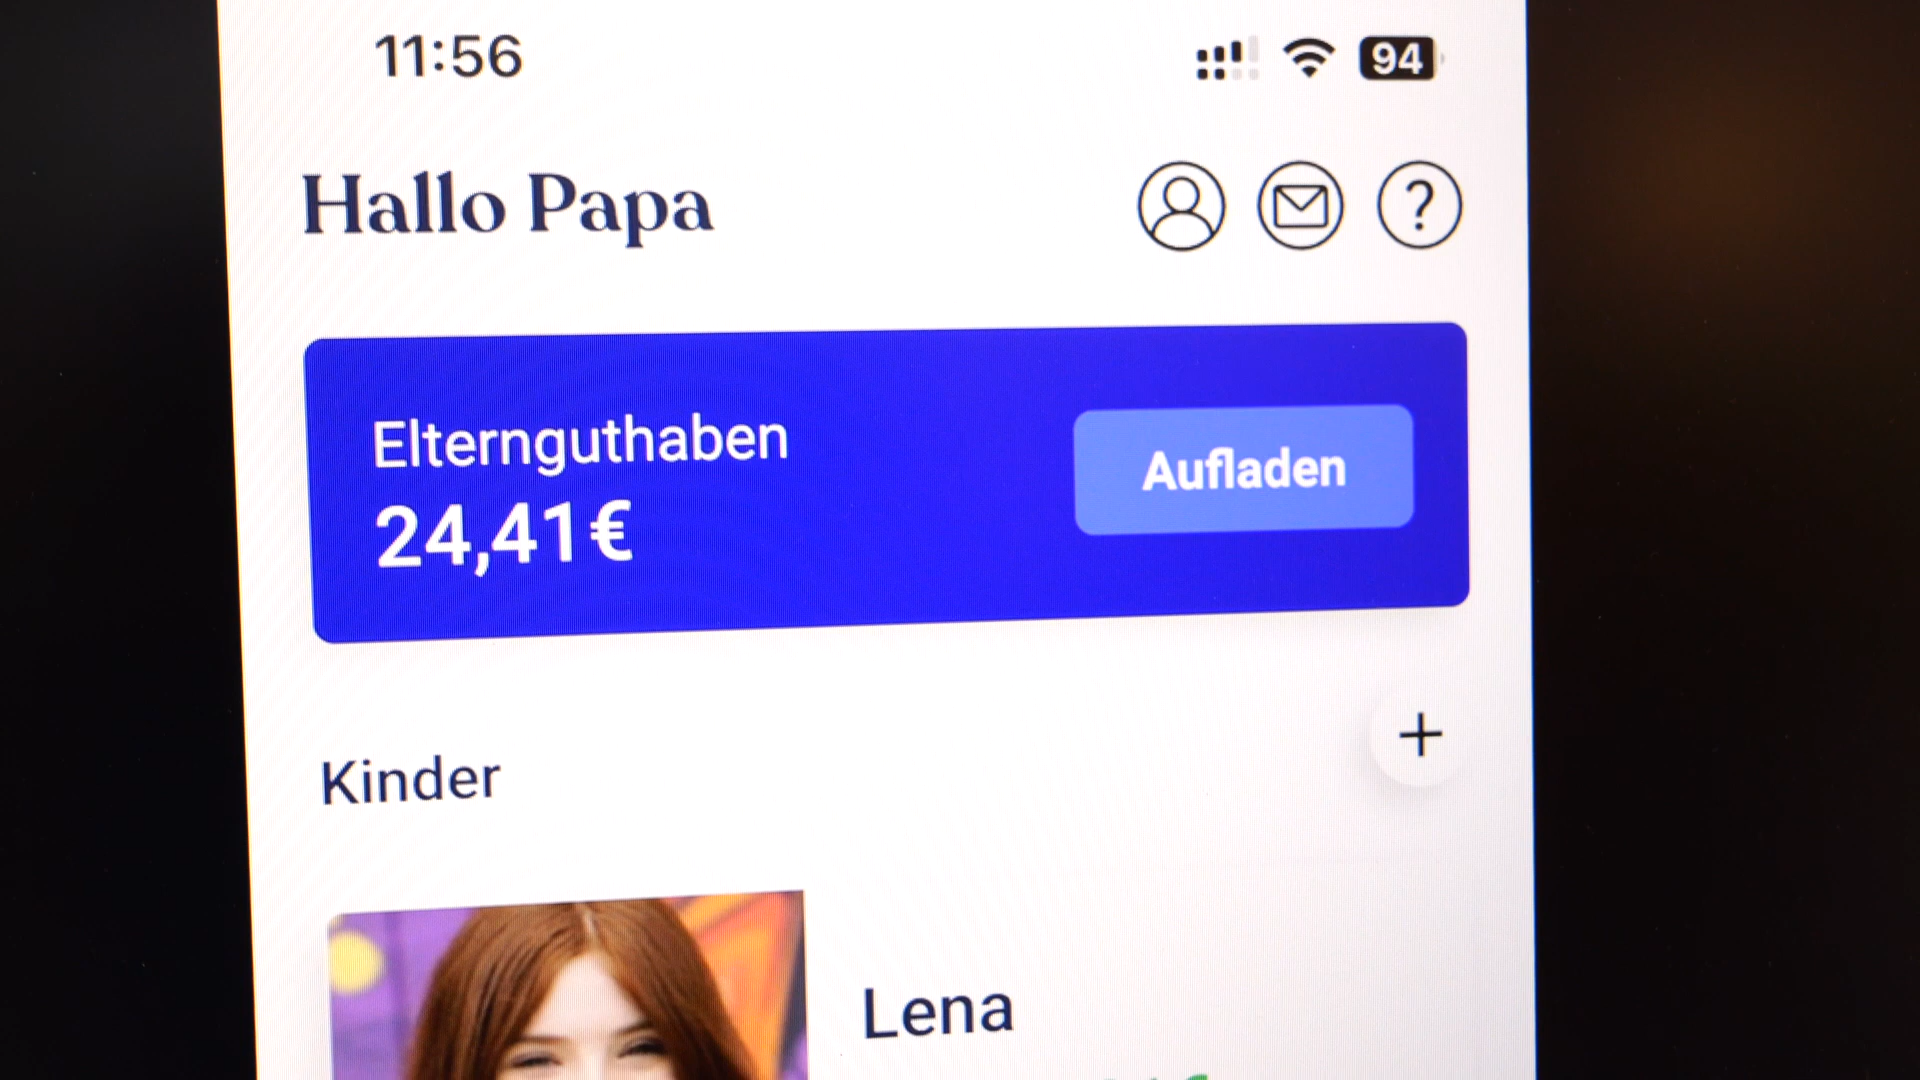 11:56
94
Hallo Papa
?
Elternguthaben
24,41€
Aufladen
Kinder
+
Lena